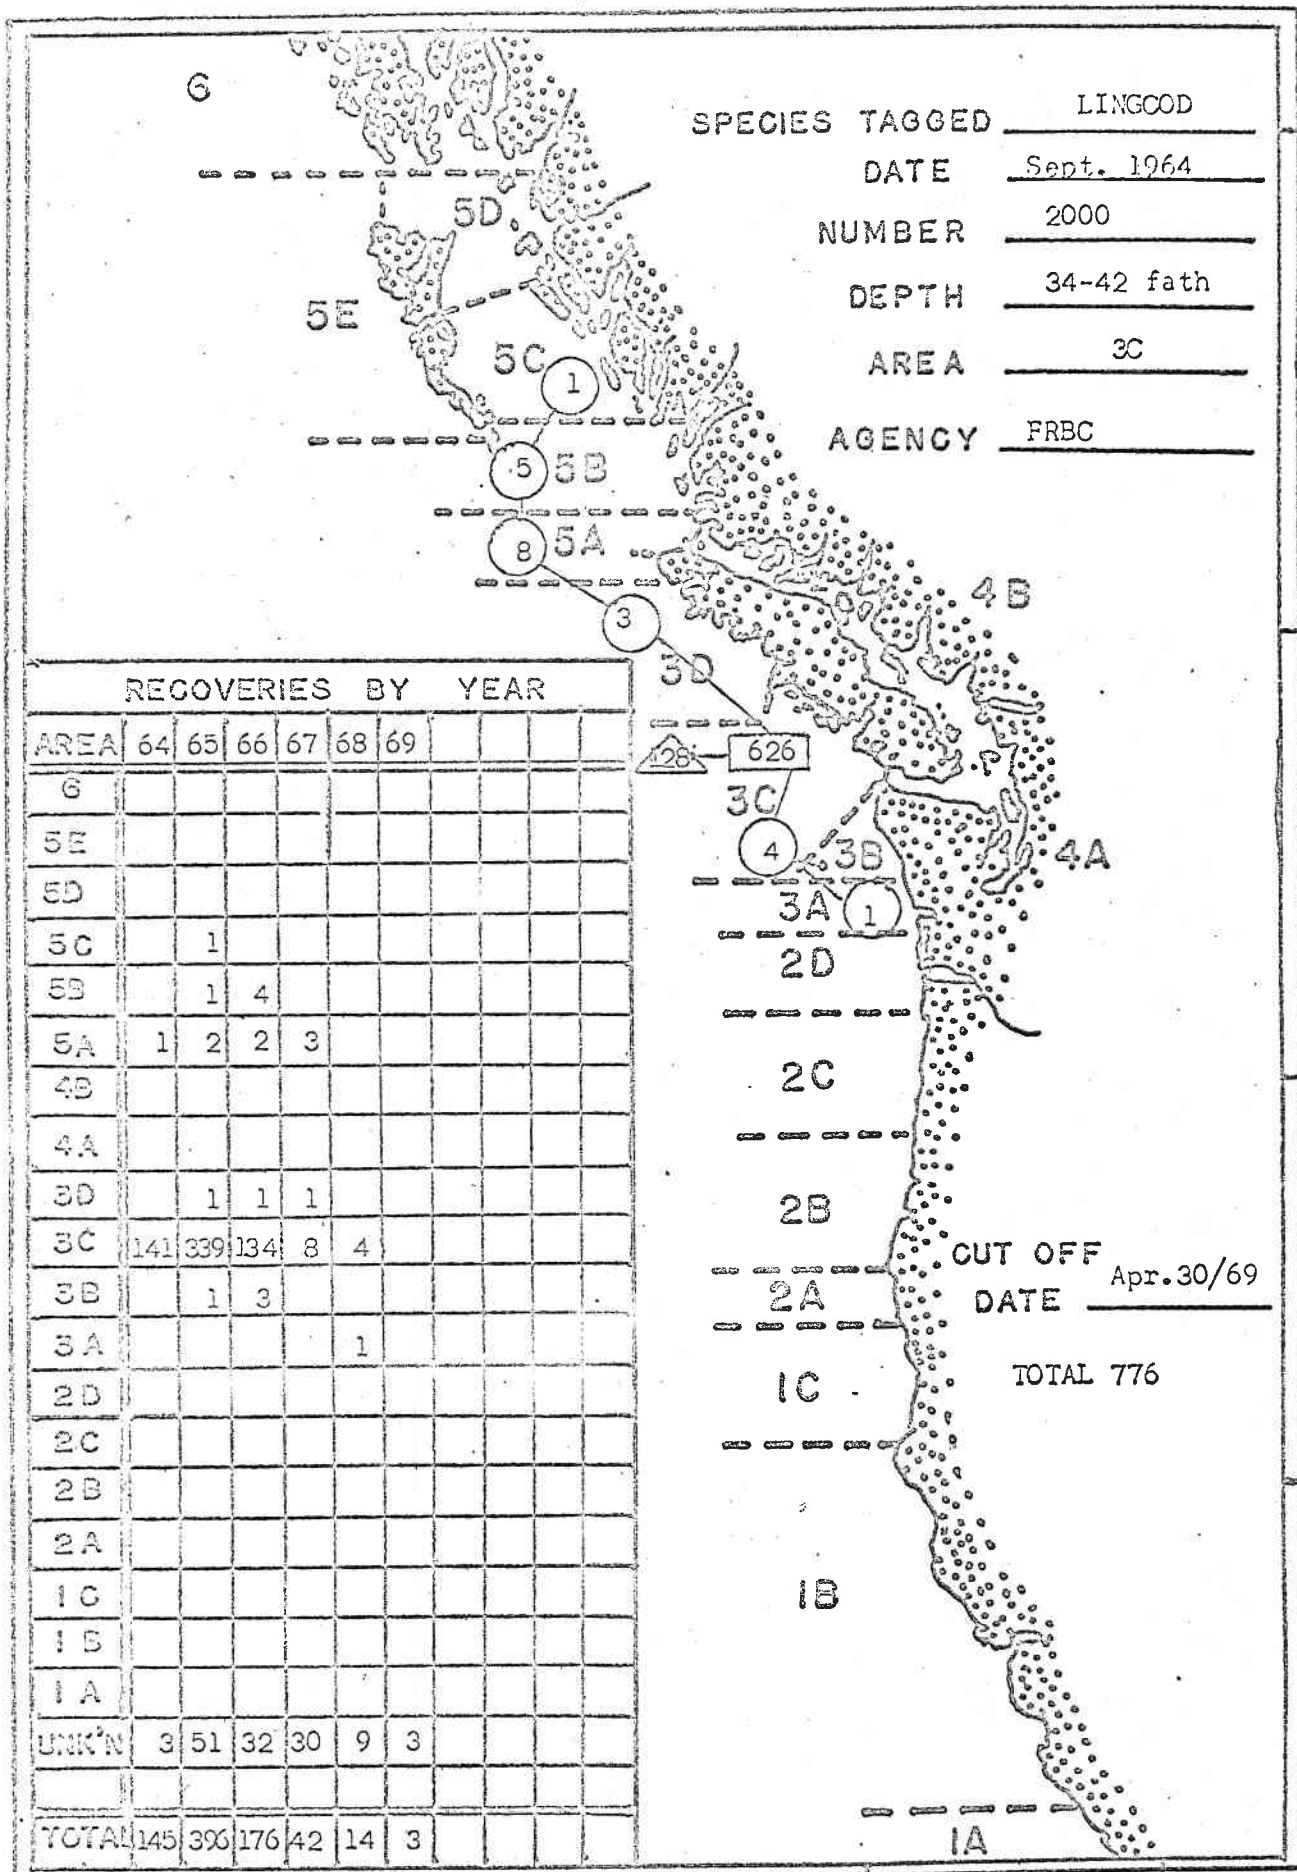 6
SPECIES TAGGED LINGCOD
DATE Sept. 1964
5D
NUMBER 2000
5E
DEPTH 34-42 fath
5C
1
AREA 3C
AGENCY FRBC
5 5B
8 5A
4B
3
3D
RECOVERIES BY YEAR
AREA 64 65 66 67 68 69
6
5E
5D
5C 1
5B 1 4
5A 1 2 2 3
4B
4A
3D 1 1 1
3C 141 339 134 8 4
3B 1 3
3A 1
2D
2C
2B
2A
1C
1B
1A
UNK'N 3 51 32 30 9 3
TOTAL 145 396 176 42 14 3
128 626
3C
4 3B 4A
3A 1
2D
2C
2B
CUT OFF
DATE Apr.30/69
2A
1C
TOTAL 776
1B
1A